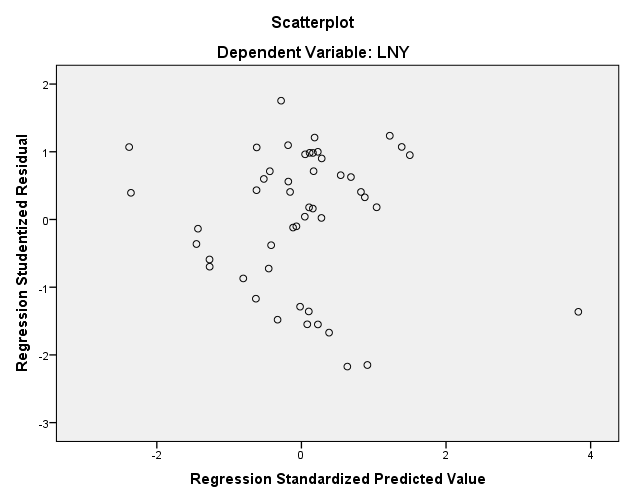 Scatterplot
Dependent Variable: LNY
Regression Studentized Residual
2
1
0
-1
-2
-3
-2
0
2
4
Regression Standardized Predicted Value